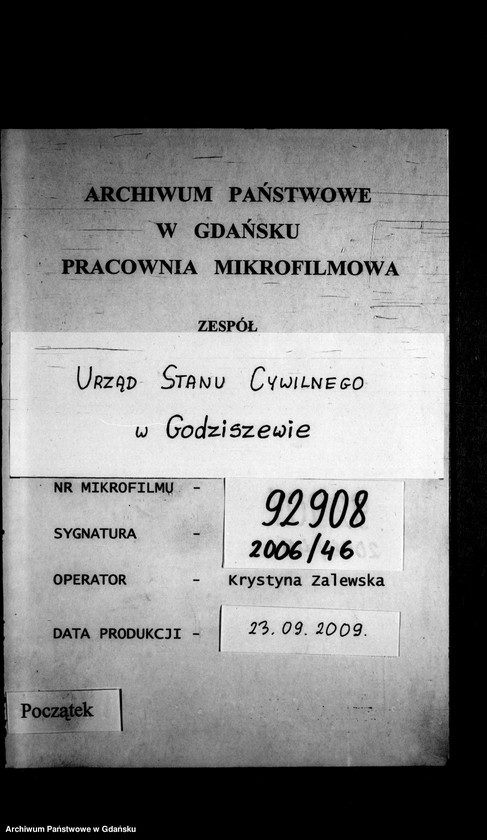 ARCHIWUM PAŃSTWOWE
W GDAŃSKU
PRACOWNIA MIKROFILMOWA
ZESPÓŁ
URZĄD STANU CYWILNEGO
w Godziszewie
NR MIKROFILMU - 92908
SYGNATURA - 2006/46
OPERATOR - Krystyna Zalewska
DATA PRODUKCJI - 23.09.2009.
Początek
Archiwum Państwowe w Gdańsku